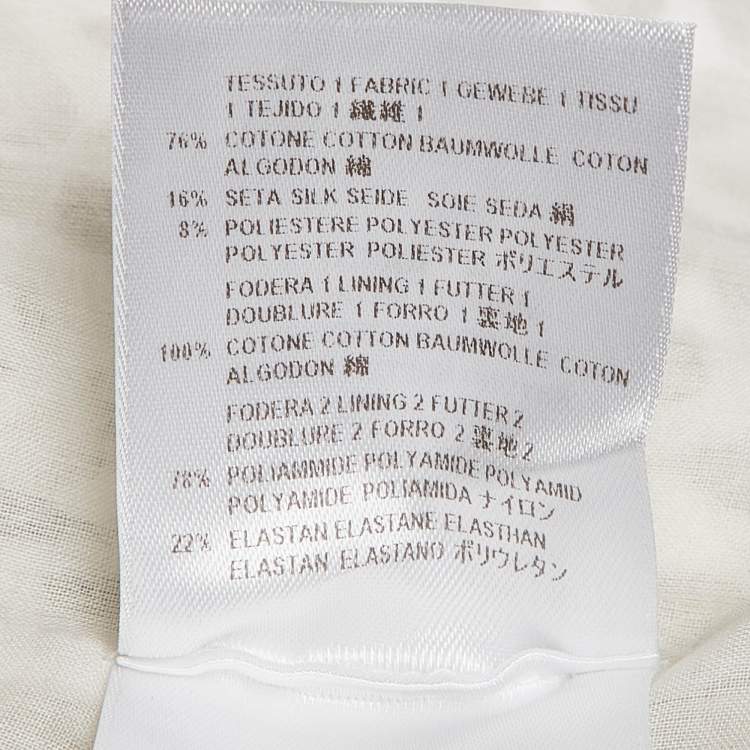 TESSUTO 1 FABRIC 1 GEWEBE 1 TISSU
1 TEJIDO 1 繊維 1
76% COTONE COTTON BAUMWOLLE COTON
ALGODON 綿
16% SETA SILK SEIDE SOIE SEDA 絹
8% POLIESTERE POLYESTER POLYESTER
POLYESTER POLIESTER ポリエステル
FODERA 1 LINING 1 FUTTER 1
DOUBLURE 1 FORRO 1 裏地 1
100% COTONE COTTON BAUMWOLLE COTON
ALGODON 綿
FODERA 2 LINING 2 FUTTER 2
DOUBLURE 2 FORRO 2 裏地 2
78% POLIAMMIDE POLYAMIDE POLYAMID
POLYAMIDE POLIAMIDA ナイロン
22% ELASTAN ELASTANE ELASTHAN
ELASTAN ELASTANO ポリウレタン